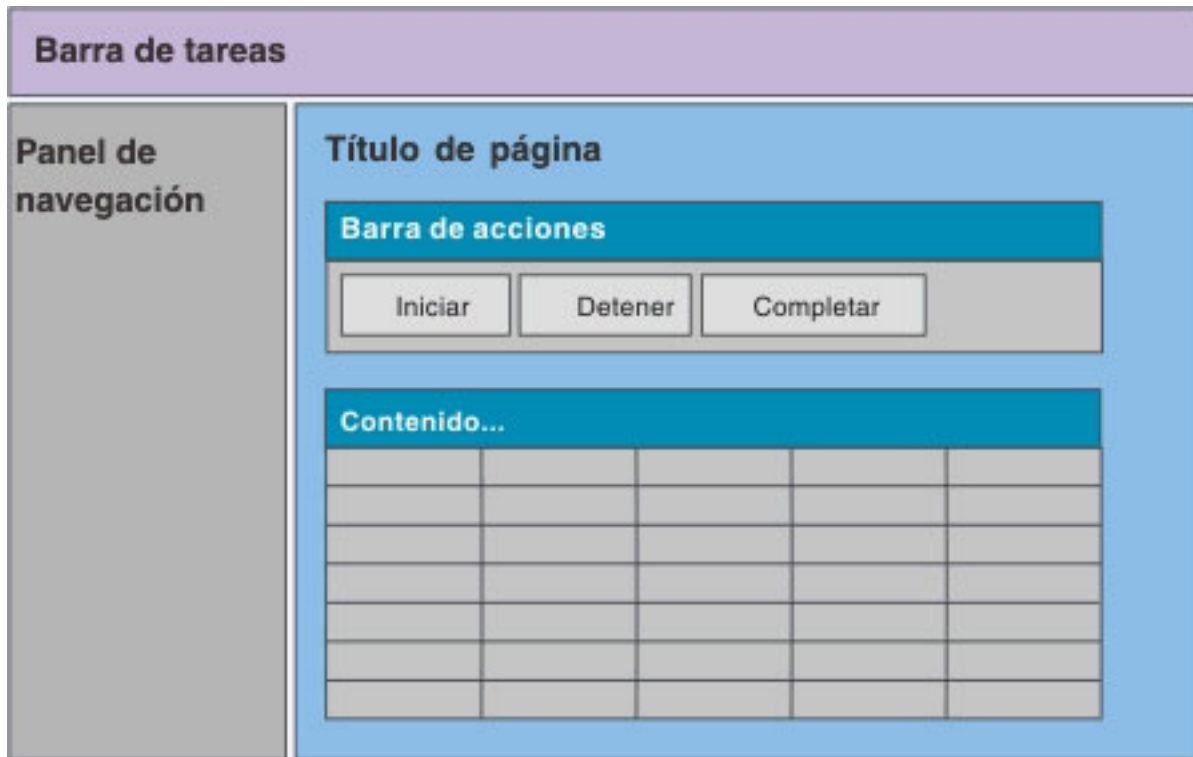 Barra de tareas
Panel de
navegación
Título de página
Barra de acciones
Iniciar Detener Completar
Contenido...